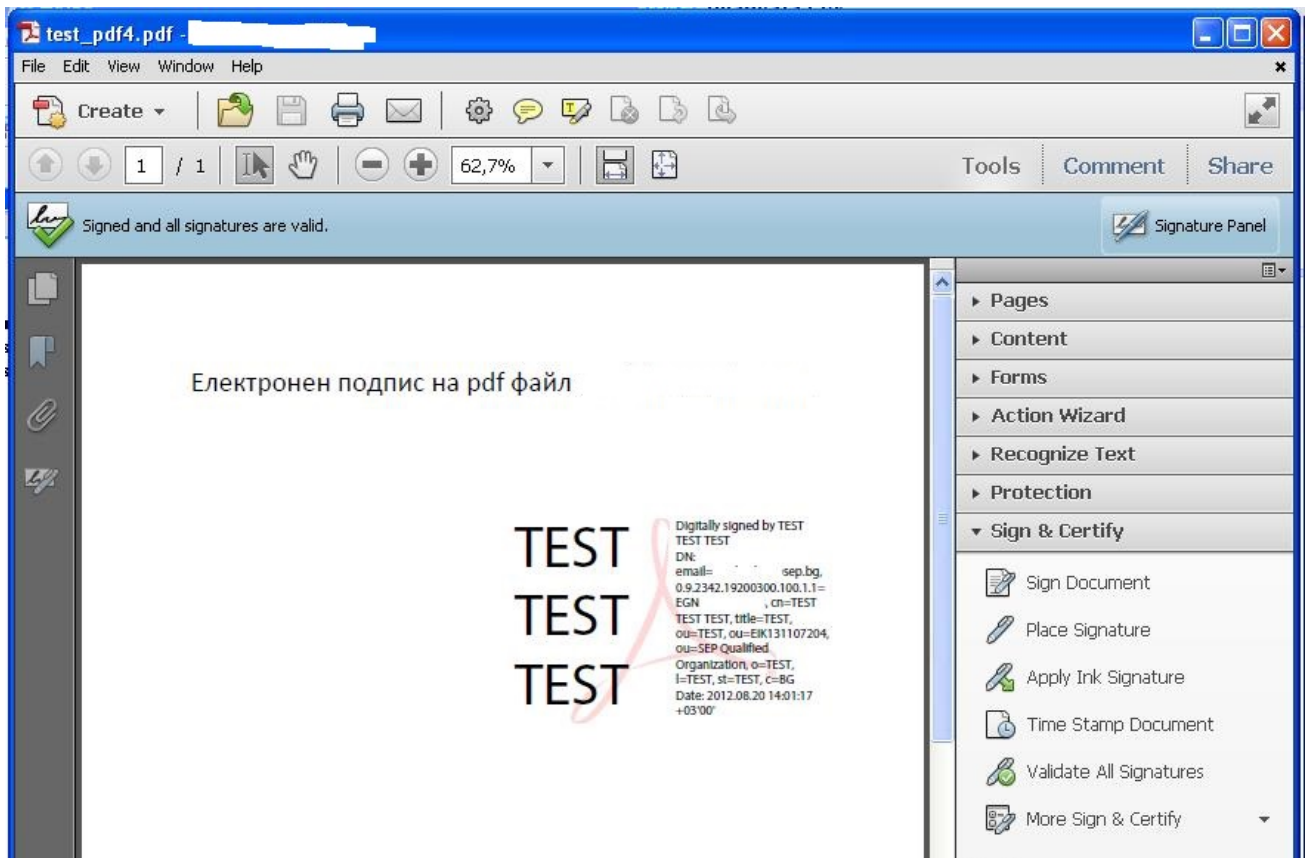 test_pdf4.pdf -
File Edit View Window Help
Create
1 / 1 62,7% Tools Comment Share
Signed and all signatures are valid. Signature Panel
Pages
Content
Forms
Action Wizard
Recognize Text
Protection
Sign & Certify
Sign Document
Place Signature
Apply Ink Signature
Time Stamp Document
Validate All Signatures
More Sign & Certify
Електронен подпис на pdf файл
TEST
TEST
TEST
Digitally signed by TEST
TEST TEST
DN:
email= sep.bg,
0.9.2342.19200300.100.1.1=
EGN , cn=TEST
TEST TEST, title=TEST,
ou=TEST, ou=EIK131107204,
ou=SEP Qualified
Organization, o=TEST,
l=TEST, st=TEST, c=BG
Date: 2012.08.20 14:01:17
+03'00'